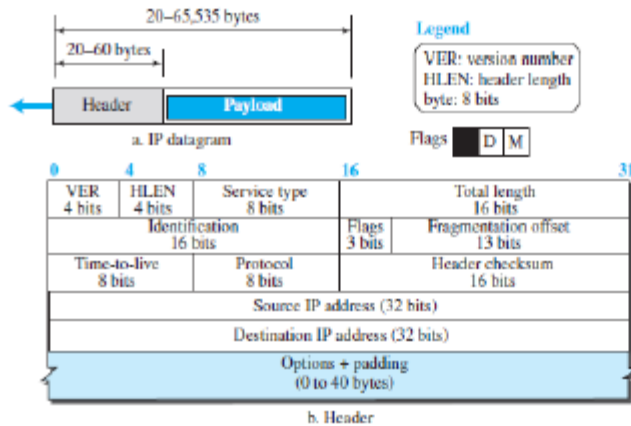 20–65,535 bytes
20–60 bytes
Header
Payload
a. IP datagram
Legend
VER: version number
HLEN: header length
byte: 8 bits
Flags D M
0 4 8 16 31
VER HLEN Service type Total length
4 bits 4 bits 8 bits 16 bits
Identification Flags Fragmentation offset
16 bits 3 bits 13 bits
Time-to-live Protocol Header checksum
8 bits 8 bits 16 bits
Source IP address (32 bits)
Destination IP address (32 bits)
Options + padding
(0 to 40 bytes)
b. Header